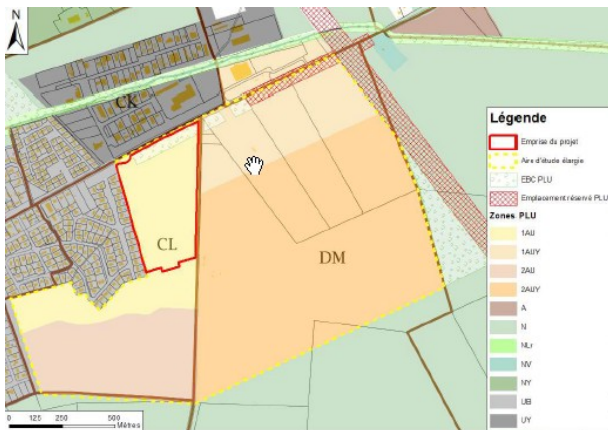 N
CK
CL
DM
Légende
Emprise du projet
Aire d'étude élargie
EBC PLU
Emplacement réservé PLU
Zones PLU
1AU
1AUY
2AU
2AUY
A
N
NLr
NV
NY
UB
UY
0 125 250 500
Mètres